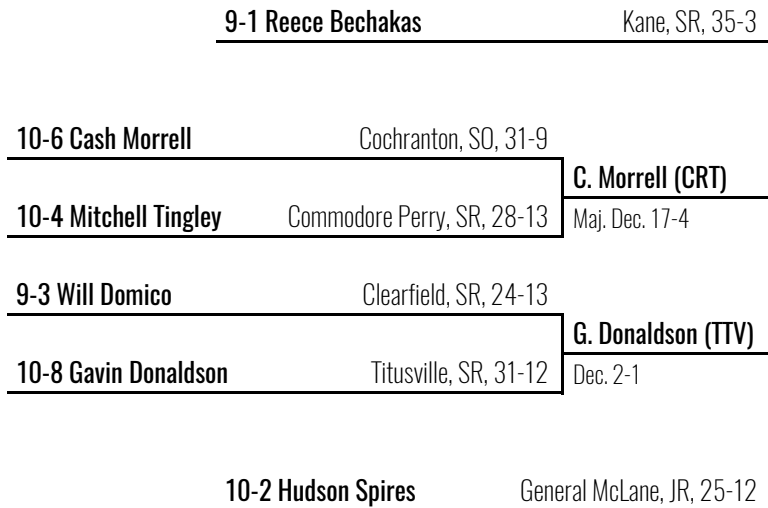 9-1 Reece Bechakas Kane, SR, 35-3
10-6 Cash Morrell Cochranton, SO, 31-9
C. Morrell (CRT)
10-4 Mitchell Tingley Commodore Perry, SR, 28-13
Maj. Dec. 17-4
9-3 Will Domico Clearfield, SR, 24-13
G. Donaldson (TTV)
10-8 Gavin Donaldson Titusville, SR, 31-12
Dec. 2-1
10-2 Hudson Spires General McLane, JR, 25-12